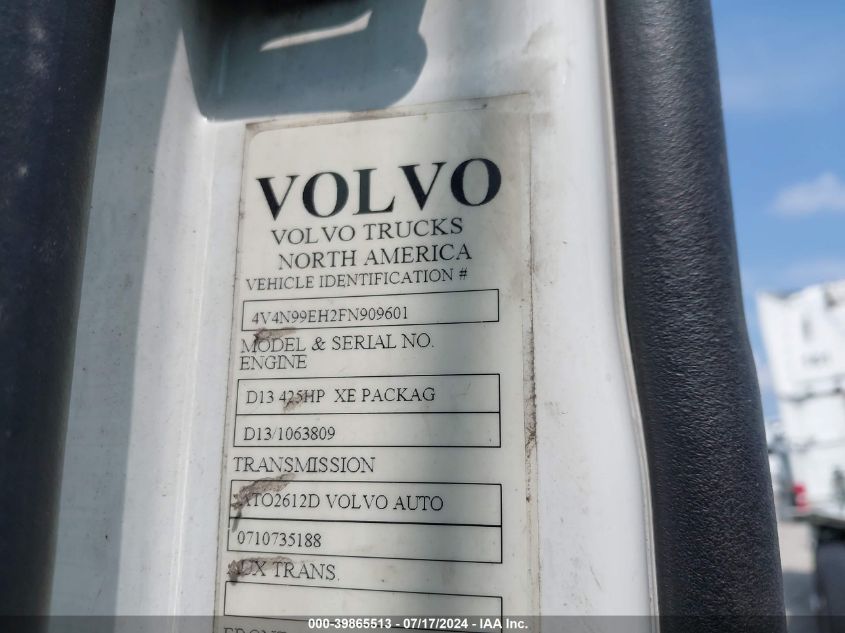 VOLVO
VOLVO TRUCKS
NORTH AMERICA
VEHICLE IDENTIFICATION #
4V4N99EH2FN909601
MODEL & SERIAL NO.
ENGINE
D13 425HP XE PACKAG
D13/1063809
TRANSMISSION
ATO2612D VOLVO AUTO
0710735188
AUX TRANS.
FRONT
000-39865513 - 07/17/2024 - IAA Inc.